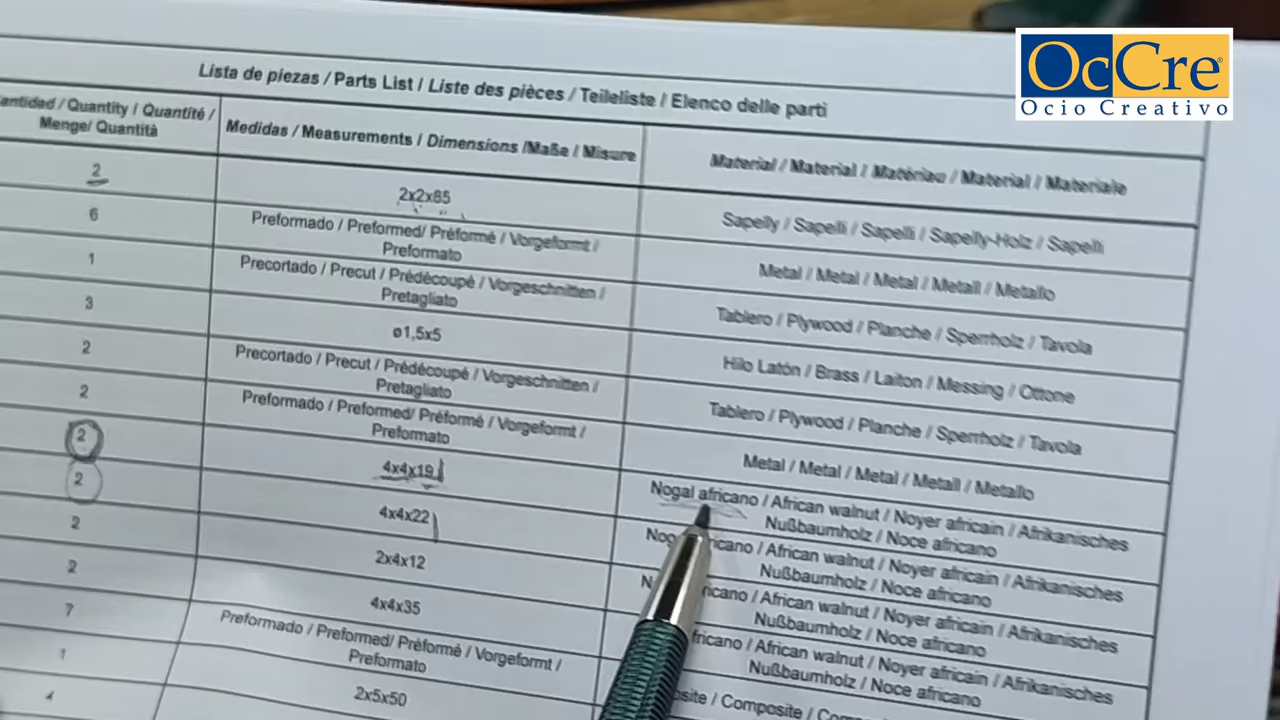 OcCre®
Ocio Creativo
Lista de piezas / Parts List / Liste des pièces / Teileliste / Elenco delle parti
/ Quantity / Quantité /
Menge/ Quantità
Medidas / Measurements / Dimensions /Maße / Misure
Material / Material / Matériau / Material / Materiale
2
2x2x85
Sapelly / Sapelli / Sapelli / Sapelly-Holz / Sapelli
6
Preformado / Preformed/ Préformé / Vorgeformt /
Preformato
Metal / Metal / Metal / Metall / Metallo
1
Precortado / Precut / Prédécoupé / Vorgeschnitten /
Pretagliato
Tablero / Plywood / Planche / Sperrholz / Tavola
3
ø1,5x5
Hilo Latón / Brass / Laiton / Messing / Ottone
2
Precortado / Precut / Prédécoupé / Vorgeschnitten /
Pretagliato
Tablero / Plywood / Planche / Sperrholz / Tavola
2
Preformado / Preformed/ Préformé / Vorgeformt /
Preformato
Metal / Metal / Metal / Metall / Metallo
2
4x4x19
Nogal africano / African walnut / Noyer africain / Afrikanisches
Nußbaumholz / Noce africano
2
4x4x22
/ African walnut / Noyer africain / Afrikanisches
Nußbaumholz / Noce africano
2
2x4x12
/ African walnut / Noyer africain / Afrikanisches
Nußbaumholz / Noce africano
2
4x4x35
/ African walnut / Noyer africain / Afrikanisches
Nußbaumholz / Noce africano
7
Preformado / Preformed/ Préformé / Vorgeformt /
Preformato
/ Composite /
1
2x5x50
4